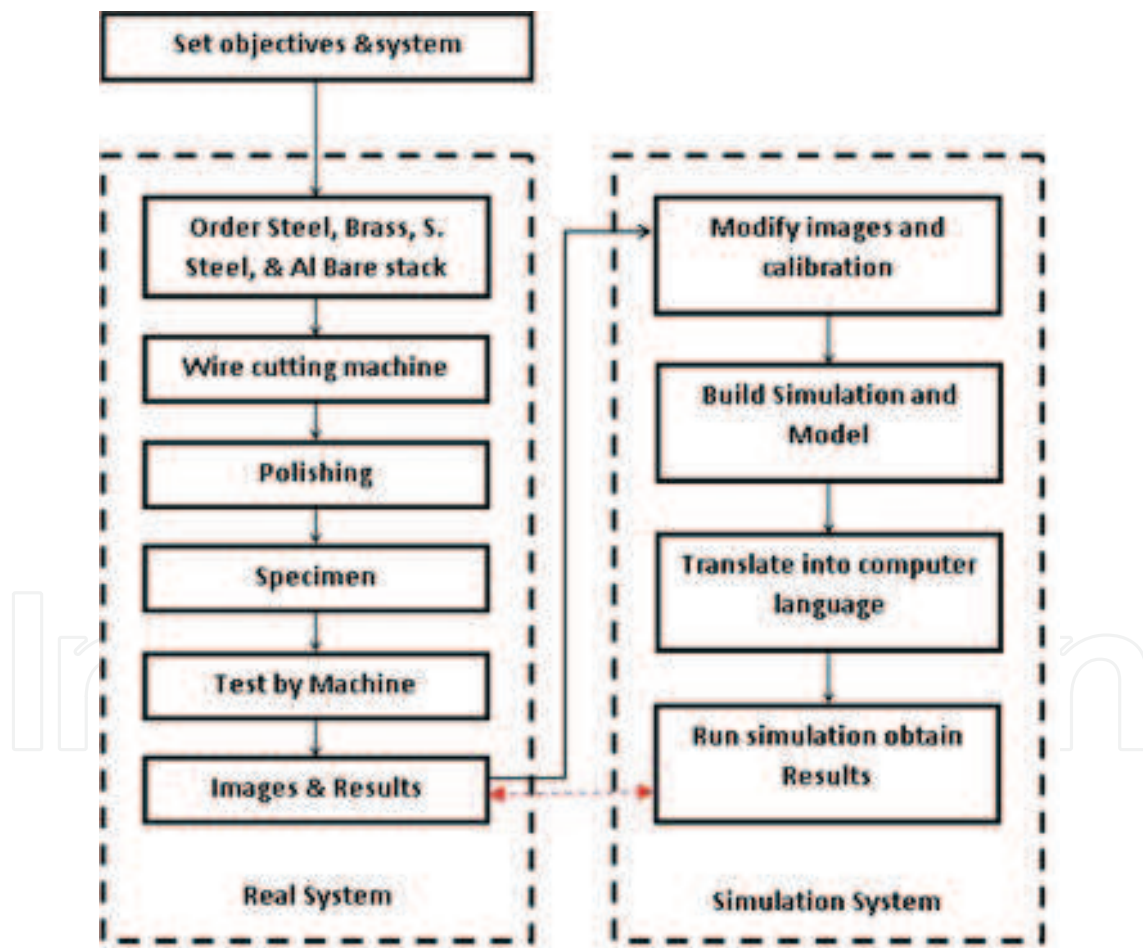 Set objectives &system
Order Steel, Brass, S.
Steel, & Al Bare stack
Wire cutting machine
Polishing
Specimen
Test by Machine
Images & Results
Real System
Modify images and
calibration
Build Simulation and
Model
Translate into computer
language
Run simulation obtain
Results
Simulation System